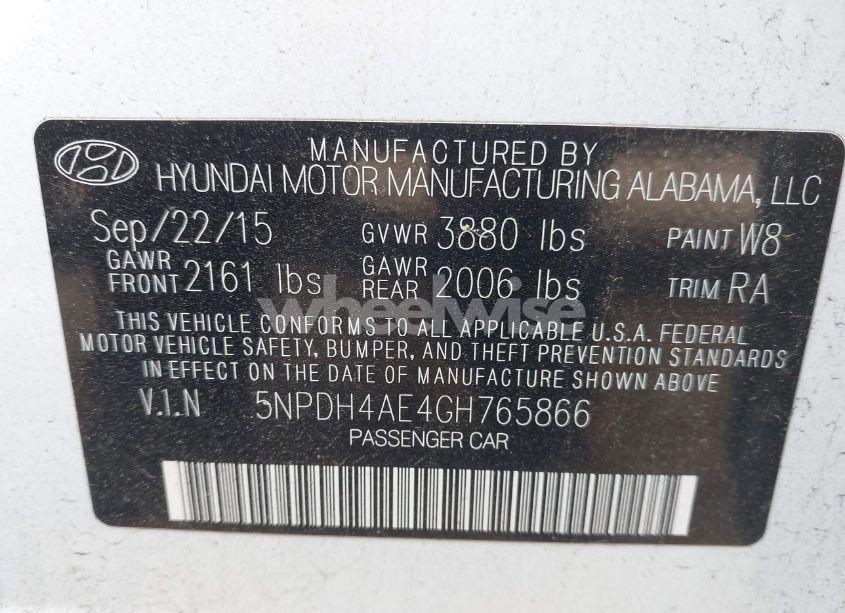 MANUFACTURED BY
HYUNDAI MOTOR MANUFACTURING ALABAMA, LLC
Sep/22/15 GVWR 3880 lbs PAINT W8
GAWR FRONT 2161 lbs GAWR REAR 2006 lbs TRIM RA
wheelwise
THIS VEHICLE CONFORMS TO ALL APPLICABLE U.S.A. FEDERAL
MOTOR VEHICLE SAFETY, BUMPER, AND THEFT PREVENTION STANDARDS
IN EFFECT ON THE DATE OF MANUFACTURE SHOWN ABOVE
V.I.N 5NPDH4AE4GH765866
PASSENGER CAR